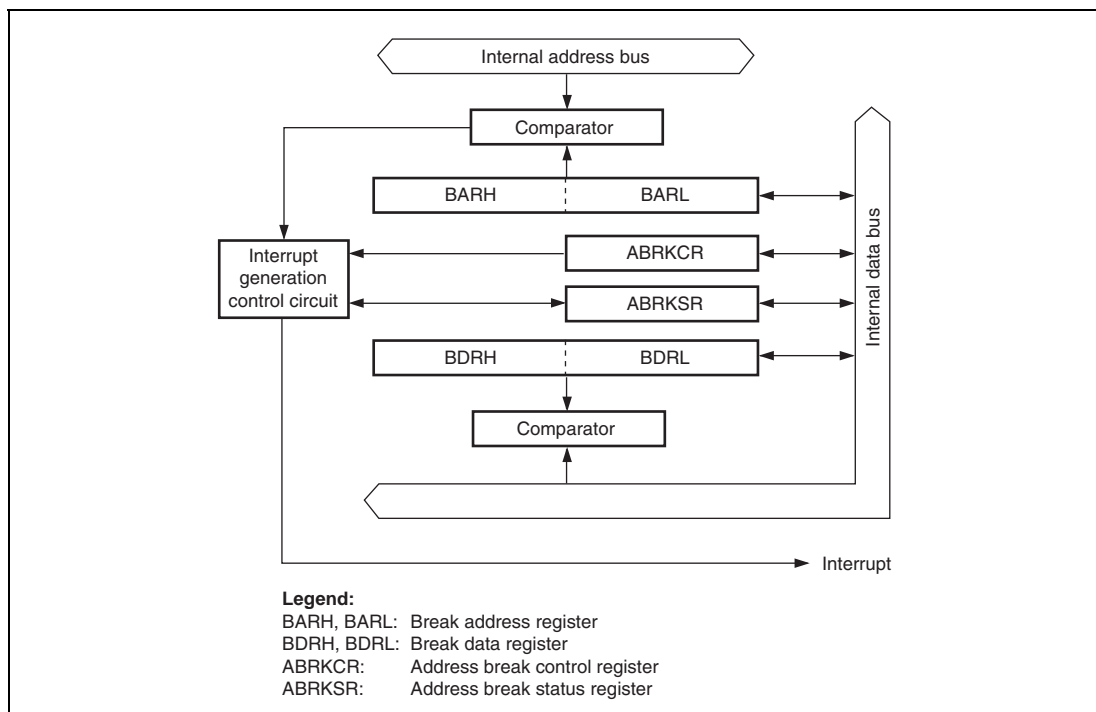 Internal address bus
Comparator
BARH
BARL
Interrupt
generation
control circuit
ABRKCR
ABRKSR
Internal data bus
BDRH
BDRL
Comparator
Interrupt
Legend:
BARH, BARL: Break address register
BDRH, BDRL: Break data register
ABRKCR: Address break control register
ABRKSR: Address break status register